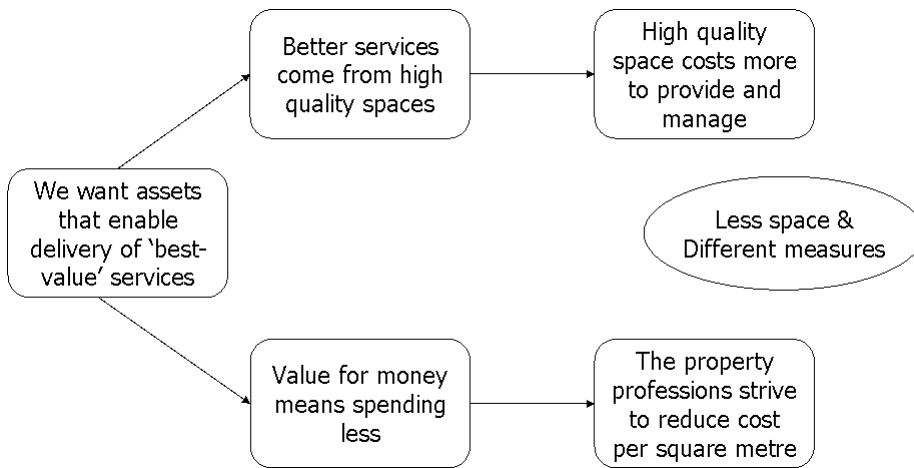 Better services
come from high
quality spaces
High quality
space costs more
to provide and
manage
We want assets
that enable
delivery of ‘best-
value’ services
Less space &
Different measures
Value for money
means spending
less
The property
professions strive
to reduce cost
per square metre